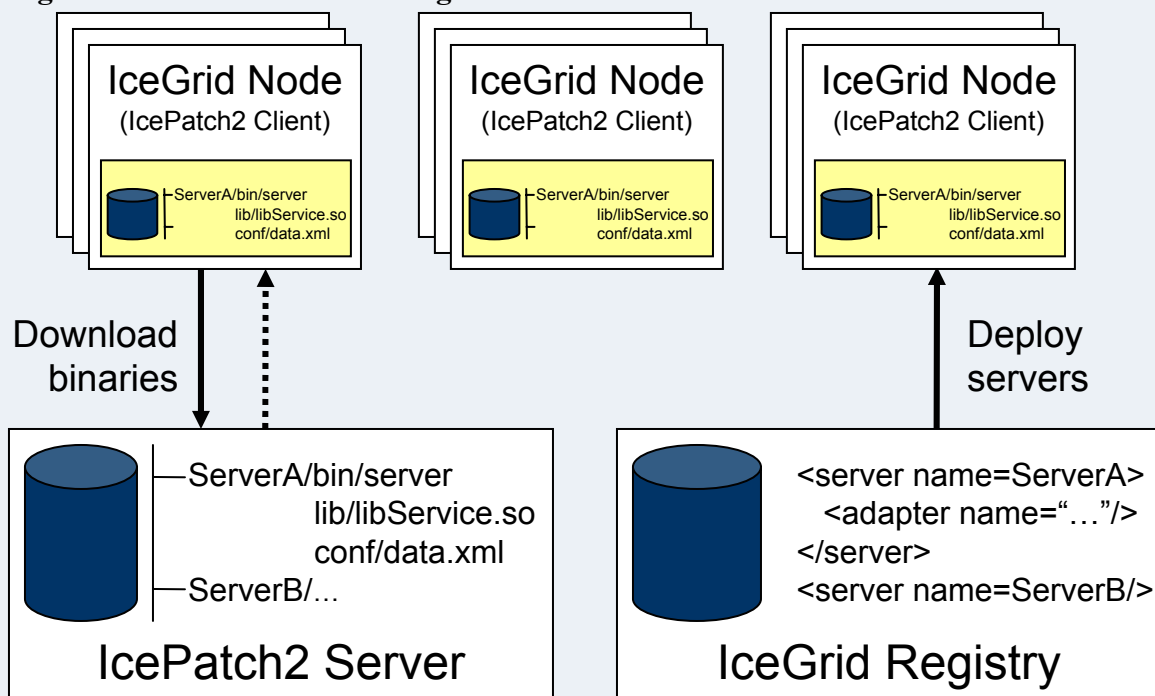 IceGrid Node
(IcePatch2 Client)
ServerA/bin/server
lib/libService.so
conf/data.xml
IceGrid Node
(IcePatch2 Client)
ServerA/bin/server
lib/libService.so
conf/data.xml
IceGrid Node
(IcePatch2 Client)
ServerA/bin/server
lib/libService.so
conf/data.xml
Download
binaries
Deploy
servers
ServerA/bin/server
lib/libService.so
conf/data.xml
ServerB/...
IcePatch2 Server
<server name=ServerA>
<adapter name=“…”/>
</server>
<server name=ServerB/>
IceGrid Registry